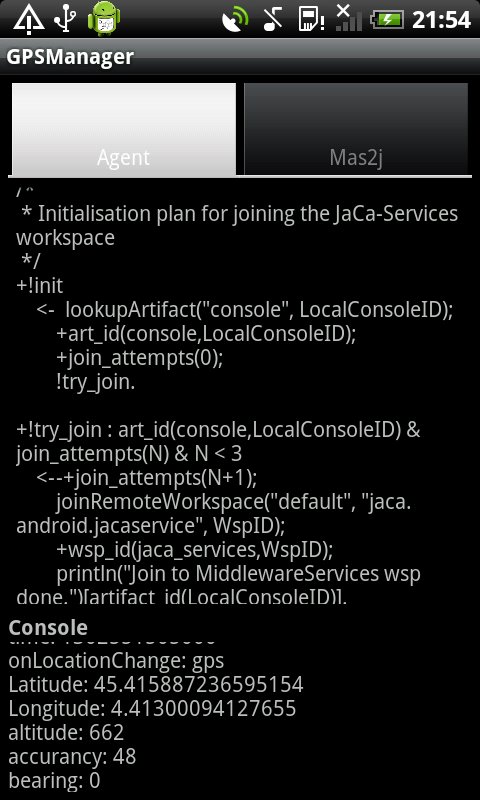 21:54
GPSManager
Agent
Mas2j
/*
* Initialisation plan for joining the JaCa-Services
workspace
*/
+!init
<- lookupArtifact("console", LocalConsoleID);
+art_id(console,LocalConsoleID);
+join_attempts(0);
!try_join.
+!try_join : art_id(console,LocalConsoleID) &
join_attempts(N) & N < 3
<--+join_attempts(N+1);
joinRemoteWorkspace("default", "jaca.
android.jacaservice", WspID);
+wsp_id(jaca_services,WspID);
println("Join to MiddlewareServices wsp
done.")[artifact_id(LocalConsoleID)].
Console
onLocationChange: gps
Latitude: 45.415887236595154
Longitude: 4.41300094127655
altitude: 662
accurancy: 48
bearing: 0